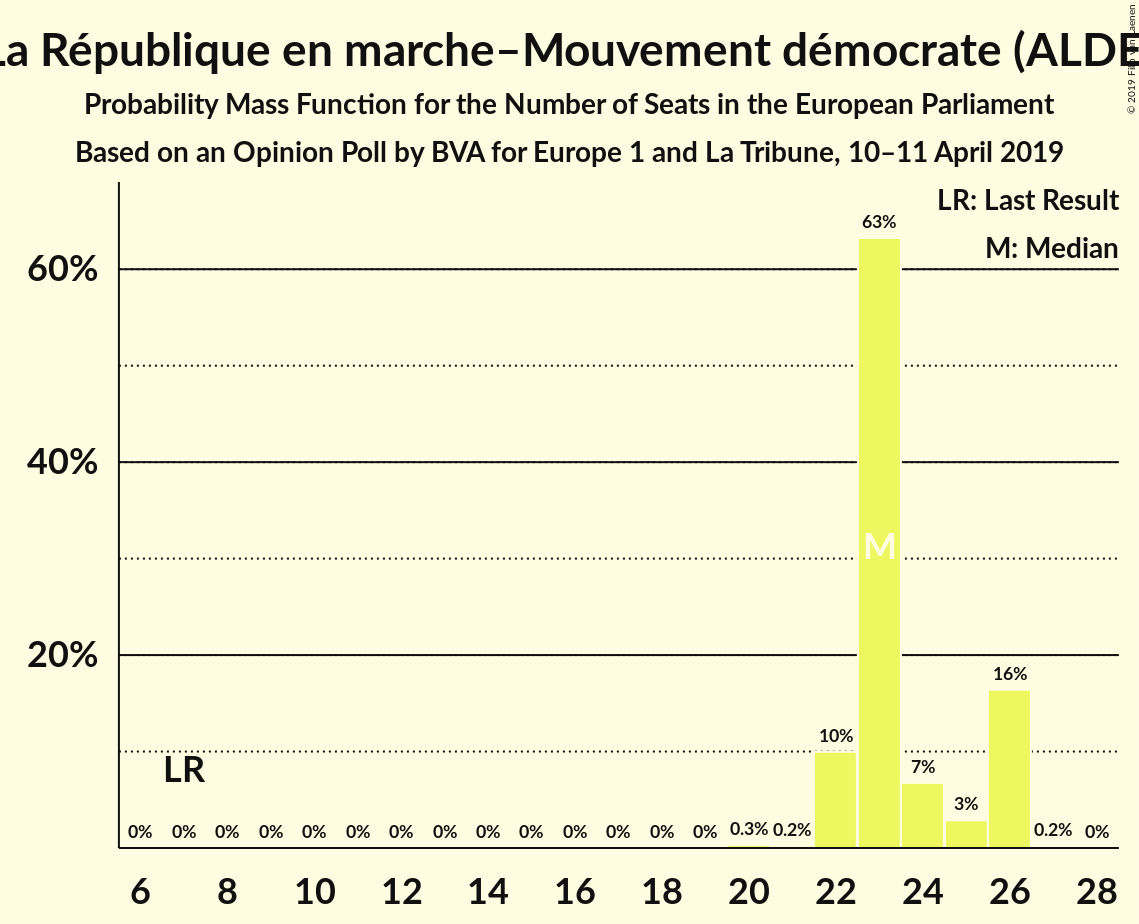 La République en marche–Mouvement démocrate (ALDE
Probability Mass Function for the Number of Seats in the European Parliament
Based on an Opinion Poll by BVA for Europe 1 and La Tribune, 10–11 April 2019
© 2019 Filip van Laenen
LR: Last Result
M: Median
63%
60%
40%
M
20%
16%
10%
7%
LR
3%
0% 0% 0% 0% 0% 0% 0% 0% 0% 0% 0% 0% 0% 0% 0.3% 0.2% 0.2% 0%
6 8 10 12 14 16 18 20 22 24 26 28